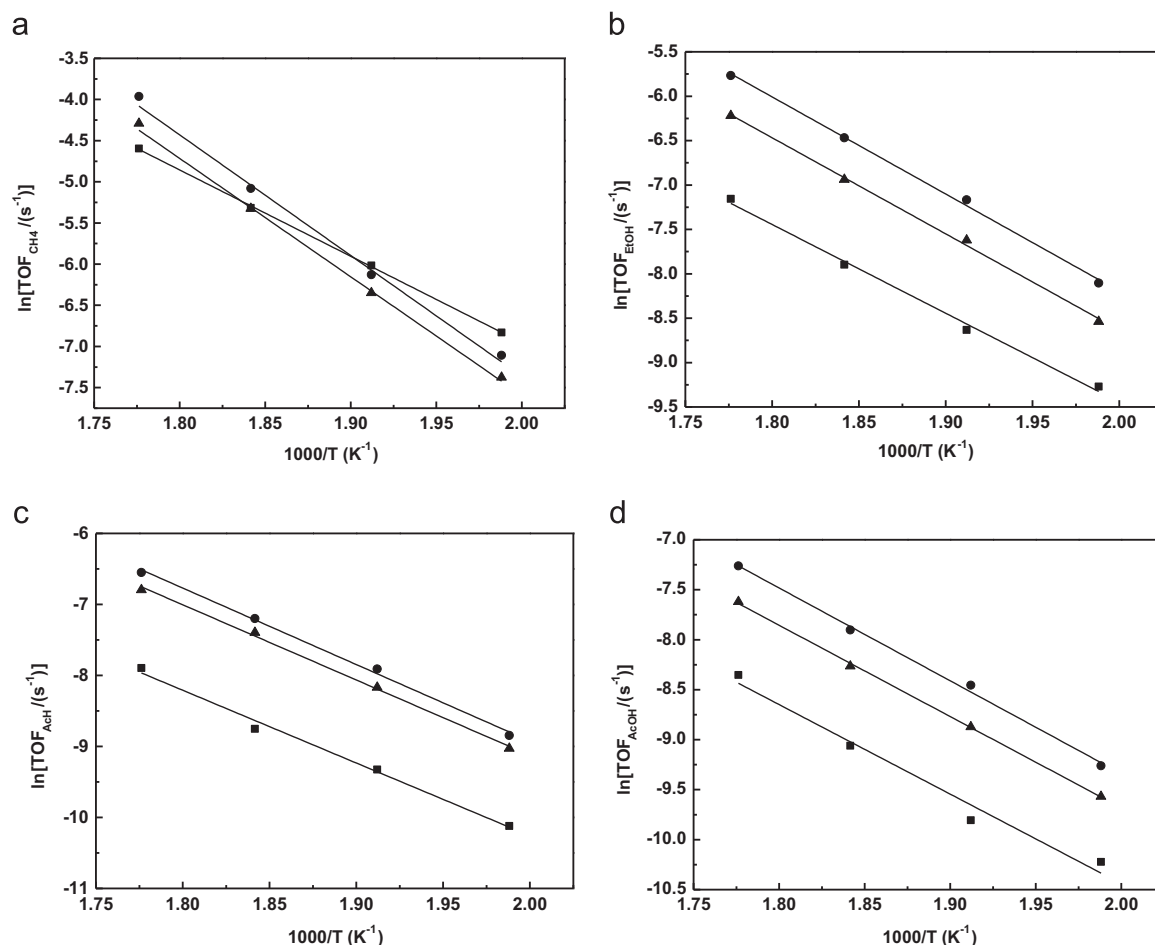 a
-3.5
-4.0
-4.5
-5.0
-5.5
-6.0
-6.5
-7.0
-7.5
ln[TOF_CH4 /(s⁻¹)]
1.75 1.80 1.85 1.90 1.95 2.00
1000/T (K⁻¹)
b
-5.5
-6.0
-6.5
-7.0
-7.5
-8.0
-8.5
-9.0
-9.5
ln[TOF_EtOH /(s⁻¹)]
1.75 1.80 1.85 1.90 1.95 2.00
1000/T (K⁻¹)
c
-6
-7
-8
-9
-10
-11
ln[TOF_AcH /(s⁻¹)]
1.75 1.80 1.85 1.90 1.95 2.00
1000/T (K⁻¹)
d
-7.0
-7.5
-8.0
-8.5
-9.0
-9.5
-10.0
-10.5
ln[TOF_AcOH /(s⁻¹)]
1.75 1.80 1.85 1.90 1.95 2.00
1000/T (K⁻¹)